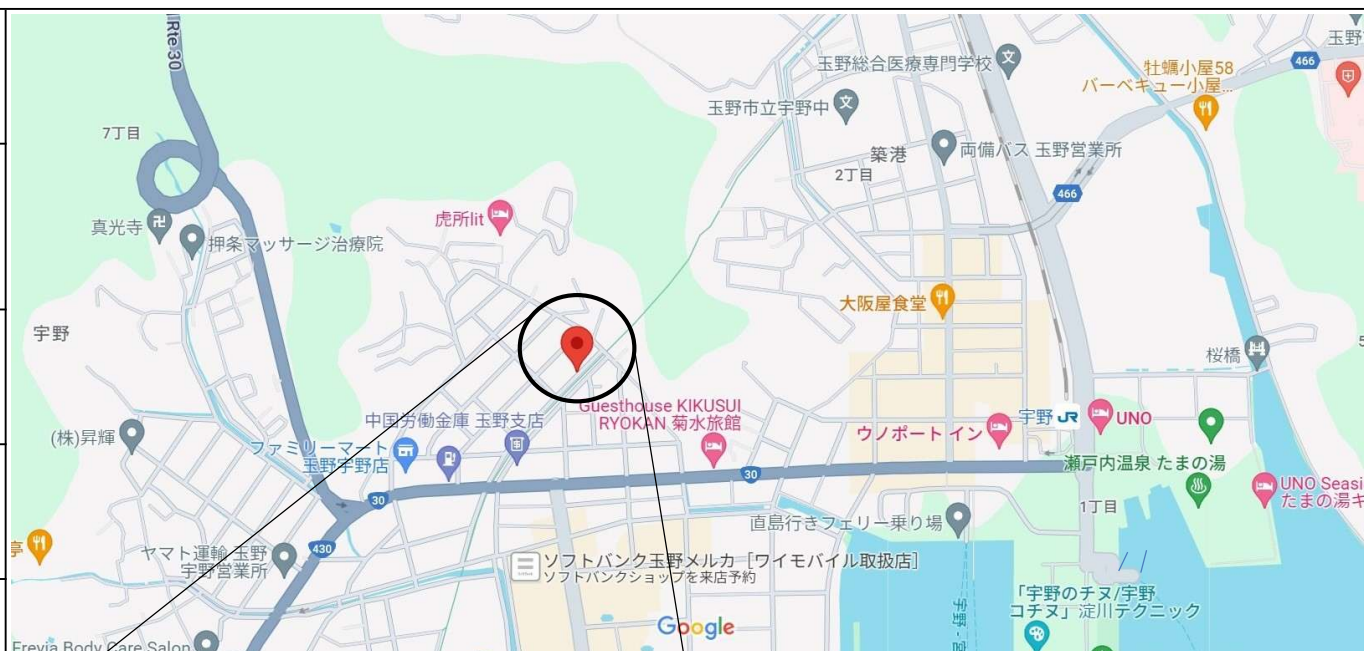 Rte 30
玉野
466
玉野総合医療専門学校
牡蠣小屋58
バーベキュー小屋...
玉野市立宇野中
7丁目
築港
2丁目
両備バス 玉野営業所
466
虎所lit
真光寺
押条マッサージ治療院
大阪屋食堂
宇野
桜橋
Guesthouse KIKUSUI
RYOKAN 菊水旅館
中国労働金庫 玉野支店
宇野 JR
UNO
ウノポート イン
(株)昇輝
ファミリーマート
玉野宇野店
瀬戸内温泉 たまの湯
30
30
UNO Seasi
たまの湯キ
1丁目
直島行きフェリー乗り場
亭
430
ヤマト運輸 玉野
宇野営業所
ソフトバンク玉野メルカ [ワイモバイル取扱店]
ソフトバンクショップを来店予約
「宇野のチヌ/宇野
コチヌ」淀川テクニック
宇野 - 宮
Google
Freyja Body Care Salon